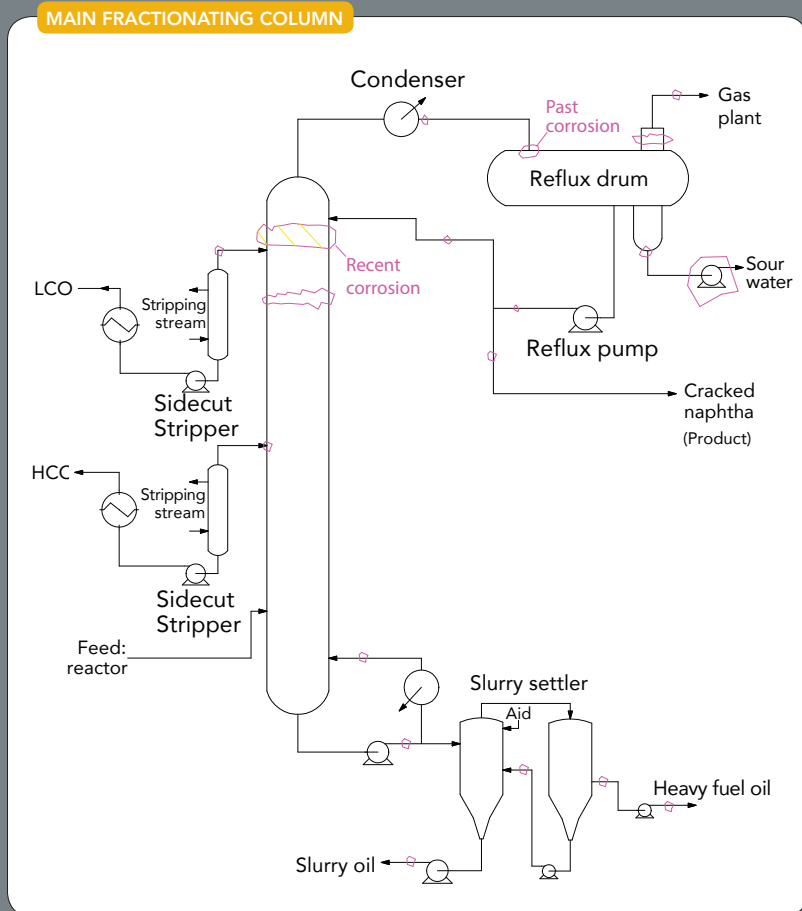 MAIN FRACTIONATING COLUMN
Condenser
Past
corrosion
Gas
plant
Reflux drum
Recent
corrosion
Sour
water
LCO
Stripping
stream
Reflux pump
Sidecut
Stripper
Cracked
naphtha
(Product)
HCC
Stripping
stream
Sidecut
Stripper
Feed:
reactor
Slurry settler
Aid
Heavy fuel oil
Slurry oil